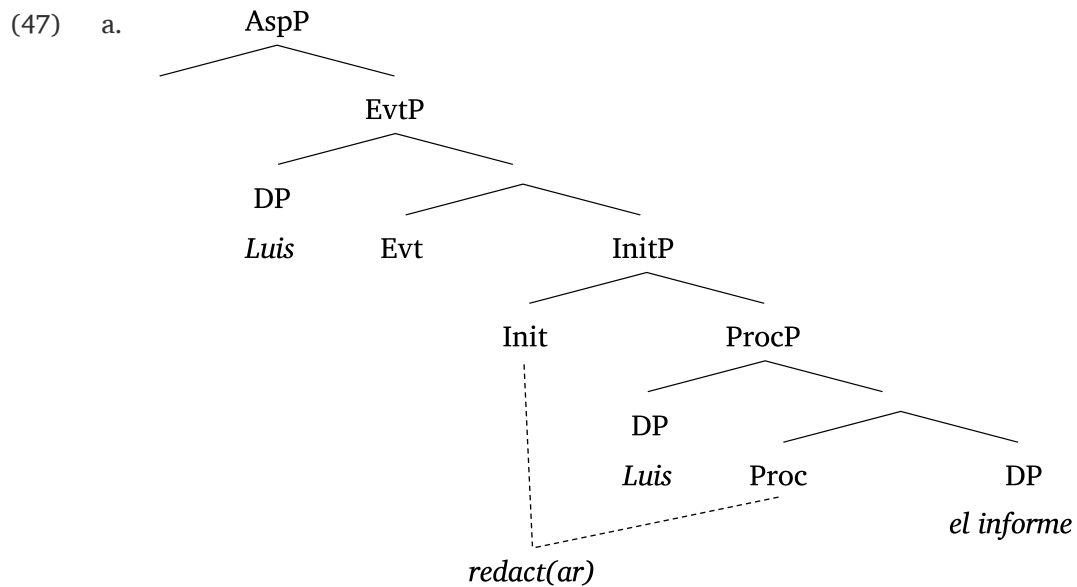 (47) a. AspP
EvtP
DP
Luis Evt InitP
Init ProcP
DP
Luis Proc DP
el informe
redact(ar)